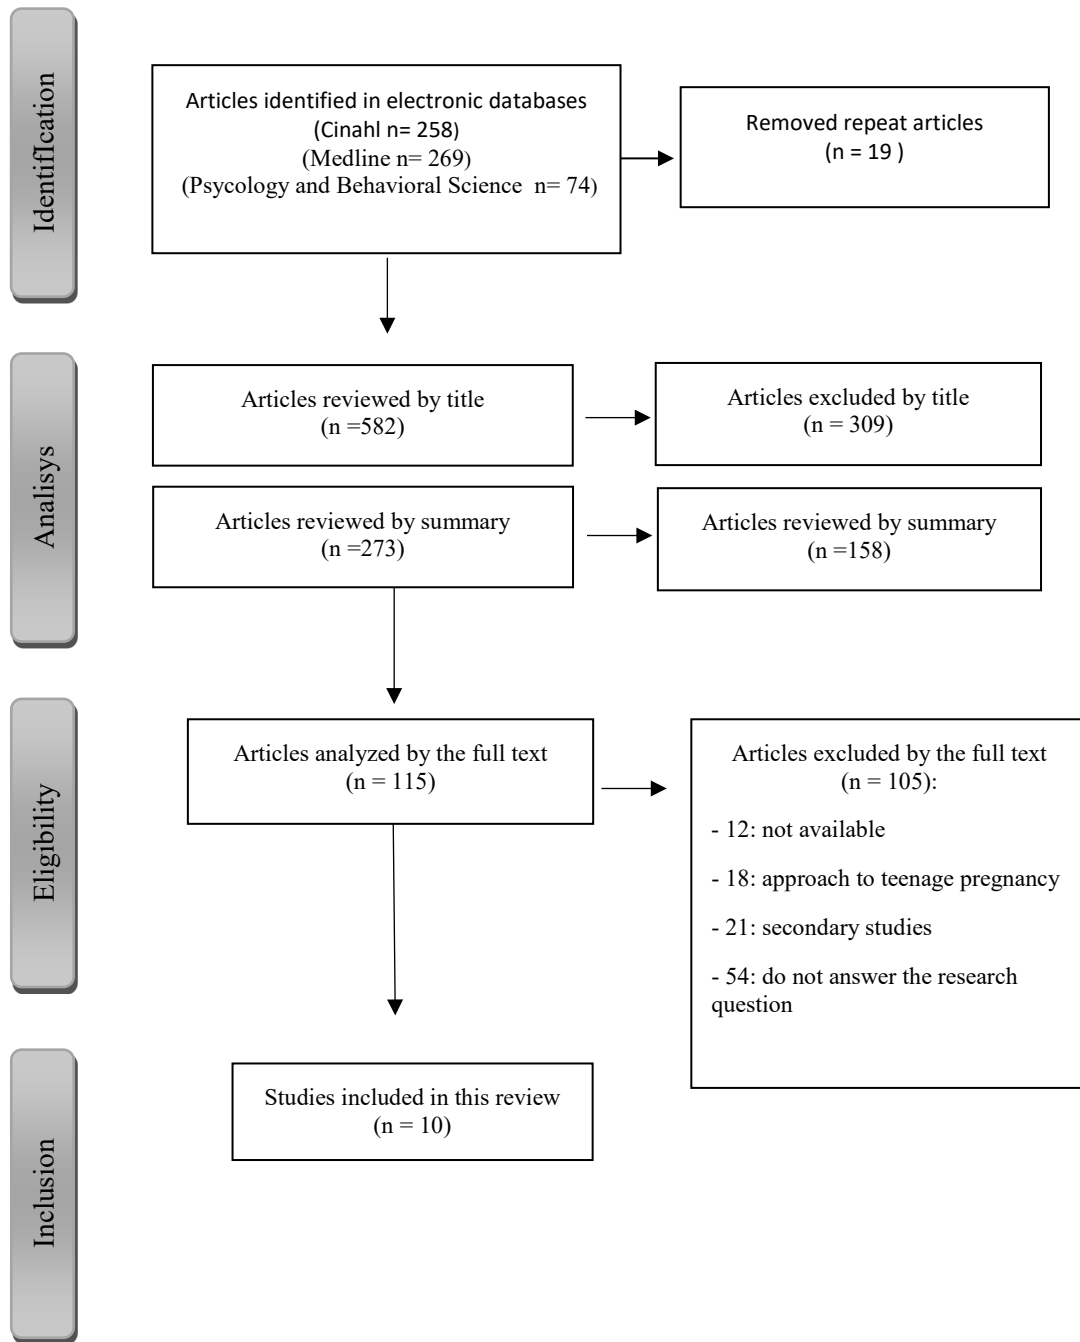 IdentifIcation
Articles identified in electronic databases
(Cinahl n= 258)
(Medline n= 269)
(Psycology and Behavioral Science  n= 74)
Removed repeat articles
(n = 19 )
Analisys
Articles reviewed by title
(n =582)
Articles excluded by title
(n = 309)
Articles reviewed by summary
(n =273)
Articles reviewed by summary
(n =158)
Eligibility
Articles analyzed by the full text
(n = 115)
Articles excluded by the full text
(n = 105):
- 12: not available
- 18: approach to teenage pregnancy
- 21: secondary studies
- 54: do not answer the research
question
Inclusion
Studies included in this review
(n = 10)